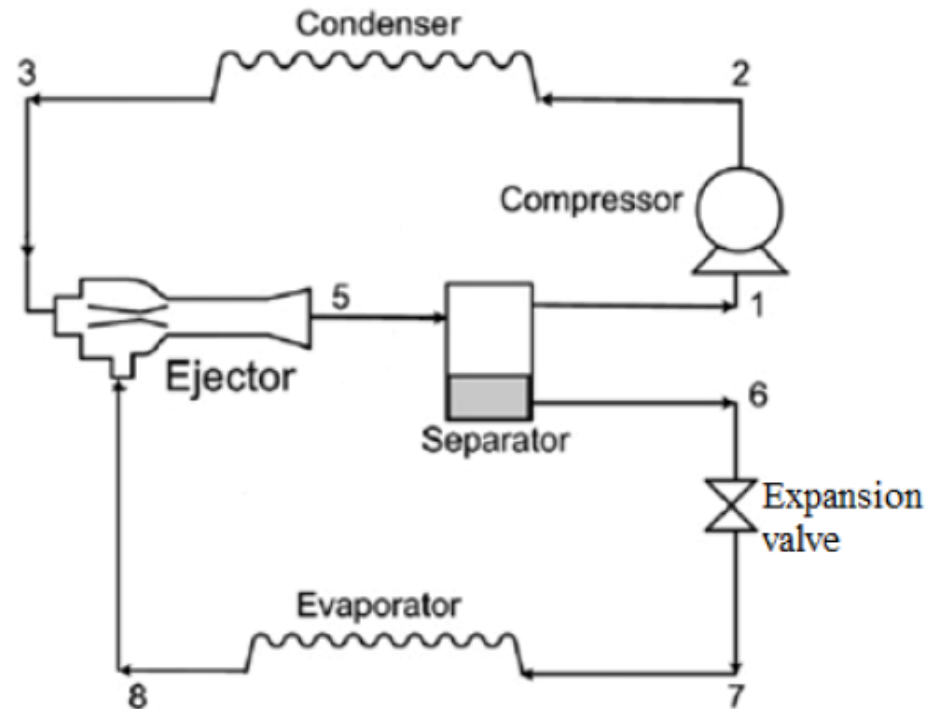 Condenser
3
2
Compressor
5
1
Ejector
6
Separator
Expansion
valve
Evaporator
8
7